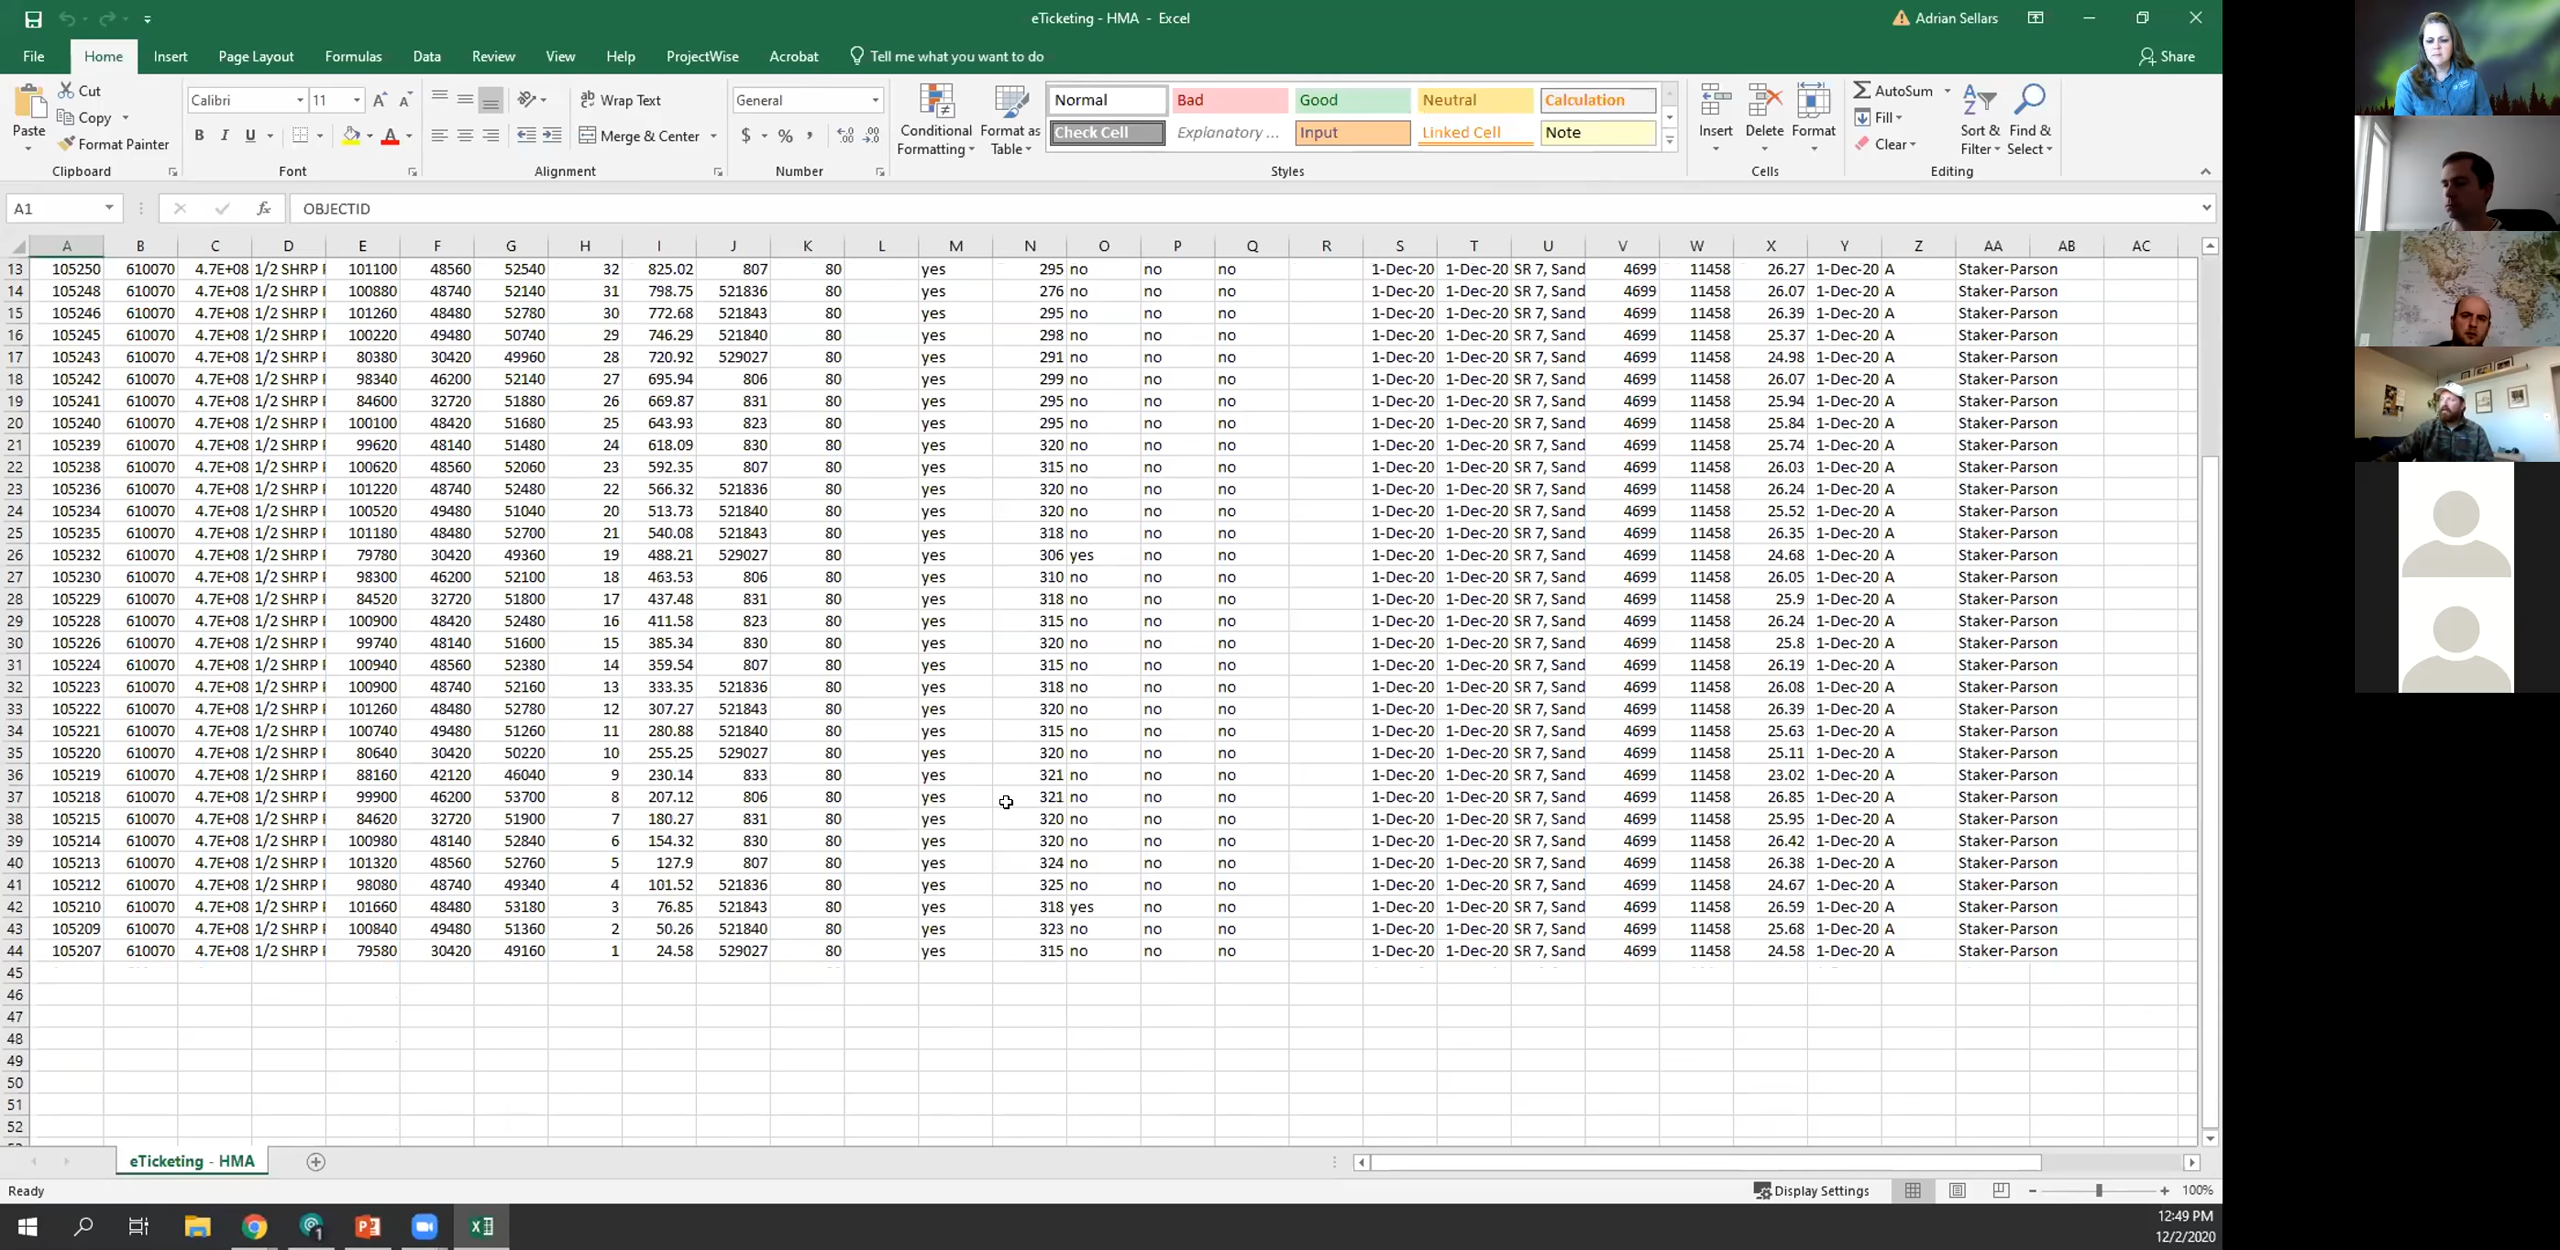 eTicketing - HMA - Excel
Adrian Sellars
File Home Insert Page Layout Formulas Data Review View Help ProjectWise Acrobat Tell me what you want to do Share
Paste Cut Copy Format Painter Clipboard
Calibri 11 B I U Font
ab Wrap Text Merge & Center Alignment
General $ % , Number
Conditional Formatting Format as Table
Normal Bad Good Neutral Calculation
Check Cell Explanatory ... Input Linked Cell Note
Styles
Insert Delete Format Cells
AutoSum Fill Clear Sort & Filter Find & Select Editing
A1 fx OBJECTID
A B C D E F G H I J K L M N O P Q R S T U V W X Y Z AA AB AC
13 105250 610070 4.7E+08 1/2 SHRP 101100 48560 52540 32 825.02 807 80 yes 295 no no no 1-Dec-20 1-Dec-20 SR 7, Sand 4699 11458 26.27 1-Dec-20 A Staker-Parson
14 105248 610070 4.7E+08 1/2 SHRP 100880 48740 52140 31 798.75 521836 80 yes 276 no no no 1-Dec-20 1-Dec-20 SR 7, Sand 4699 11458 26.07 1-Dec-20 A Staker-Parson
15 105246 610070 4.7E+08 1/2 SHRP 101260 48480 52780 30 772.68 521843 80 yes 295 no no no 1-Dec-20 1-Dec-20 SR 7, Sand 4699 11458 26.39 1-Dec-20 A Staker-Parson
16 105245 610070 4.7E+08 1/2 SHRP 100220 49480 50740 29 746.29 521840 80 yes 298 no no no 1-Dec-20 1-Dec-20 SR 7, Sand 4699 11458 25.37 1-Dec-20 A Staker-Parson
17 105243 610070 4.7E+08 1/2 SHRP 80380 30420 49960 28 720.92 529027 80 yes 291 no no no 1-Dec-20 1-Dec-20 SR 7, Sand 4699 11458 24.98 1-Dec-20 A Staker-Parson
18 105242 610070 4.7E+08 1/2 SHRP 98340 46200 52140 27 695.94 806 80 yes 299 no no no 1-Dec-20 1-Dec-20 SR 7, Sand 4699 11458 26.07 1-Dec-20 A Staker-Parson
19 105241 610070 4.7E+08 1/2 SHRP 84600 32720 51880 26 669.87 831 80 yes 295 no no no 1-Dec-20 1-Dec-20 SR 7, Sand 4699 11458 25.94 1-Dec-20 A Staker-Parson
20 105240 610070 4.7E+08 1/2 SHRP 100100 48420 51680 25 643.93 823 80 yes 295 no no no 1-Dec-20 1-Dec-20 SR 7, Sand 4699 11458 25.84 1-Dec-20 A Staker-Parson
21 105239 610070 4.7E+08 1/2 SHRP 99620 48140 51480 24 618.09 830 80 yes 320 no no no 1-Dec-20 1-Dec-20 SR 7, Sand 4699 11458 25.74 1-Dec-20 A Staker-Parson
22 105238 610070 4.7E+08 1/2 SHRP 100620 48560 52060 23 592.35 807 80 yes 315 no no no 1-Dec-20 1-Dec-20 SR 7, Sand 4699 11458 26.03 1-Dec-20 A Staker-Parson
23 105236 610070 4.7E+08 1/2 SHRP 101220 48740 52480 22 566.32 521836 80 yes 320 no no no 1-Dec-20 1-Dec-20 SR 7, Sand 4699 11458 26.24 1-Dec-20 A Staker-Parson
24 105234 610070 4.7E+08 1/2 SHRP 100520 49480 51040 20 513.73 521840 80 yes 320 no no no 1-Dec-20 1-Dec-20 SR 7, Sand 4699 11458 25.52 1-Dec-20 A Staker-Parson
25 105235 610070 4.7E+08 1/2 SHRP 101180 48480 52700 21 540.08 521843 80 yes 318 no no no 1-Dec-20 1-Dec-20 SR 7, Sand 4699 11458 26.35 1-Dec-20 A Staker-Parson
26 105232 610070 4.7E+08 1/2 SHRP 79780 30420 49360 19 488.21 529027 80 yes 306 yes no no 1-Dec-20 1-Dec-20 SR 7, Sand 4699 11458 24.68 1-Dec-20 A Staker-Parson
27 105230 610070 4.7E+08 1/2 SHRP 98300 46200 52100 18 463.53 806 80 yes 310 no no no 1-Dec-20 1-Dec-20 SR 7, Sand 4699 11458 26.05 1-Dec-20 A Staker-Parson
28 105229 610070 4.7E+08 1/2 SHRP 84520 32720 51800 17 437.48 831 80 yes 318 no no no 1-Dec-20 1-Dec-20 SR 7, Sand 4699 11458 25.9 1-Dec-20 A Staker-Parson
29 105228 610070 4.7E+08 1/2 SHRP 100900 48420 52480 16 411.58 823 80 yes 315 no no no 1-Dec-20 1-Dec-20 SR 7, Sand 4699 11458 26.24 1-Dec-20 A Staker-Parson
30 105226 610070 4.7E+08 1/2 SHRP 99740 48140 51600 15 385.34 830 80 yes 320 no no no 1-Dec-20 1-Dec-20 SR 7, Sand 4699 11458 25.8 1-Dec-20 A Staker-Parson
31 105224 610070 4.7E+08 1/2 SHRP 100940 48560 52380 14 359.54 807 80 yes 315 no no no 1-Dec-20 1-Dec-20 SR 7, Sand 4699 11458 26.19 1-Dec-20 A Staker-Parson
32 105223 610070 4.7E+08 1/2 SHRP 100900 48740 52160 13 333.35 521836 80 yes 318 no no no 1-Dec-20 1-Dec-20 SR 7, Sand 4699 11458 26.08 1-Dec-20 A Staker-Parson
33 105222 610070 4.7E+08 1/2 SHRP 101260 48480 52780 12 307.27 521843 80 yes 320 no no no 1-Dec-20 1-Dec-20 SR 7, Sand 4699 11458 26.39 1-Dec-20 A Staker-Parson
34 105221 610070 4.7E+08 1/2 SHRP 100740 49480 51260 11 280.88 521840 80 yes 315 no no no 1-Dec-20 1-Dec-20 SR 7, Sand 4699 11458 25.63 1-Dec-20 A Staker-Parson
35 105220 610070 4.7E+08 1/2 SHRP 80640 30420 50220 10 255.25 529027 80 yes 320 no no no 1-Dec-20 1-Dec-20 SR 7, Sand 4699 11458 25.11 1-Dec-20 A Staker-Parson
36 105219 610070 4.7E+08 1/2 SHRP 88160 42120 46040 9 230.14 833 80 yes 321 no no no 1-Dec-20 1-Dec-20 SR 7, Sand 4699 11458 23.02 1-Dec-20 A Staker-Parson
37 105218 610070 4.7E+08 1/2 SHRP 99900 46200 53700 8 207.12 806 80 yes 321 no no no 1-Dec-20 1-Dec-20 SR 7, Sand 4699 11458 26.85 1-Dec-20 A Staker-Parson
38 105215 610070 4.7E+08 1/2 SHRP 84620 32720 51900 7 180.27 831 80 yes 320 no no no 1-Dec-20 1-Dec-20 SR 7, Sand 4699 11458 25.95 1-Dec-20 A Staker-Parson
39 105214 610070 4.7E+08 1/2 SHRP 100980 48140 52840 6 154.32 830 80 yes 320 no no no 1-Dec-20 1-Dec-20 SR 7, Sand 4699 11458 26.42 1-Dec-20 A Staker-Parson
40 105213 610070 4.7E+08 1/2 SHRP 101320 48560 52760 5 127.9 807 80 yes 324 no no no 1-Dec-20 1-Dec-20 SR 7, Sand 4699 11458 26.38 1-Dec-20 A Staker-Parson
41 105212 610070 4.7E+08 1/2 SHRP 98080 48740 49340 4 101.52 521836 80 yes 325 no no no 1-Dec-20 1-Dec-20 SR 7, Sand 4699 11458 24.67 1-Dec-20 A Staker-Parson
42 105210 610070 4.7E+08 1/2 SHRP 101660 48480 53180 3 76.85 521843 80 yes 318 yes no no 1-Dec-20 1-Dec-20 SR 7, Sand 4699 11458 26.59 1-Dec-20 A Staker-Parson
43 105209 610070 4.7E+08 1/2 SHRP 100840 49480 51360 2 50.26 521840 80 yes 323 no no no 1-Dec-20 1-Dec-20 SR 7, Sand 4699 11458 25.68 1-Dec-20 A Staker-Parson
44 105207 610070 4.7E+08 1/2 SHRP 79580 30420 49160 1 24.58 529027 80 yes 315 no no no 1-Dec-20 1-Dec-20 SR 7, Sand 4699 11458 24.58 1-Dec-20 A Staker-Parson
45
46
47
48
49
50
51
52
eTicketing - HMA
Ready Display Settings 100%
12:49 PM
12/2/2020